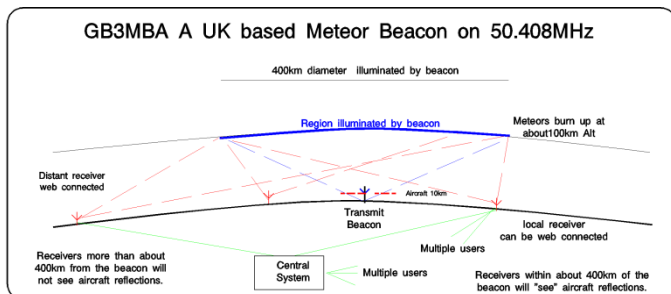 GB3MBA A UK based Meteor Beacon on 50.408MHz
400km diameter illuminated by beacon
Region illuminated by beacon
Meteors burn up at
about100km Alt
Distant receiver
web connected
Aircraft 10km
Transmit
Beacon
local receiver
can be web connected
Multiple users
Receivers more than about
400km from the beacon will
not see aircraft reflections.
Central
System
Multiple users
Receivers within about 400km of the
beacon will "see" aircraft reflections.